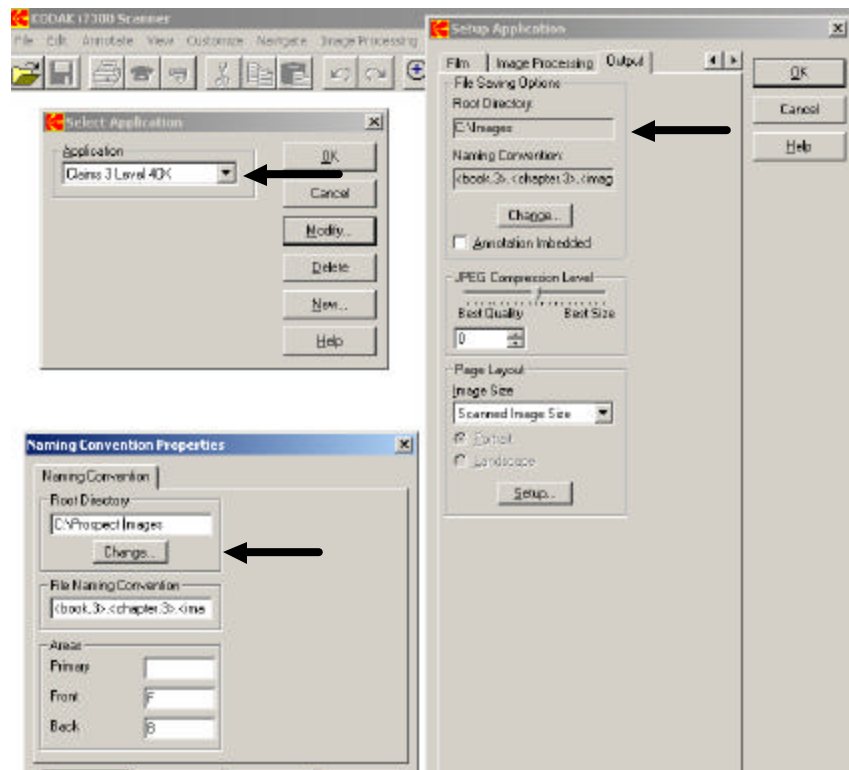 KODAK i7300 Scanner
File Edit Annotate View Customize Navigate Image Processing
Select Application
Application
Claims 3 Level 40X
OK
Cancel
Modify...
Delete
New...
Help
Setup Application
Film Image Processing Output
File Saving Options
Root Directory:
C:\Images
Naming Convention:
<book.3>.<chapter.3>.<imag
Change...
Annotation Imbedded
JPEG Compression Level
Best Quality Best Size
0
Page Layout
Image Size
Scanned Image Size
Portrait
Landscape
Setup...
OK
Cancel
Help
Naming Convention Properties
Naming Convention
Root Directory
C:\Prospect Images
Change...
File Naming Convention
<book.3>.<chapter.3>.<ima
Areas
Primary
Front F
Back B